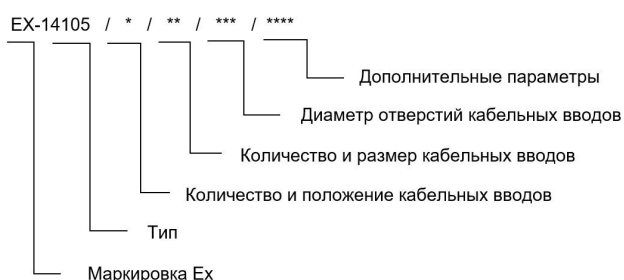 EX-14105 / * / ** / *** / ****
Дополнительные параметры
Диаметр отверстий кабельных вводов
Количество и размер кабельных вводов
Количество и положение кабельных вводов
Тип
Маркировка Ex